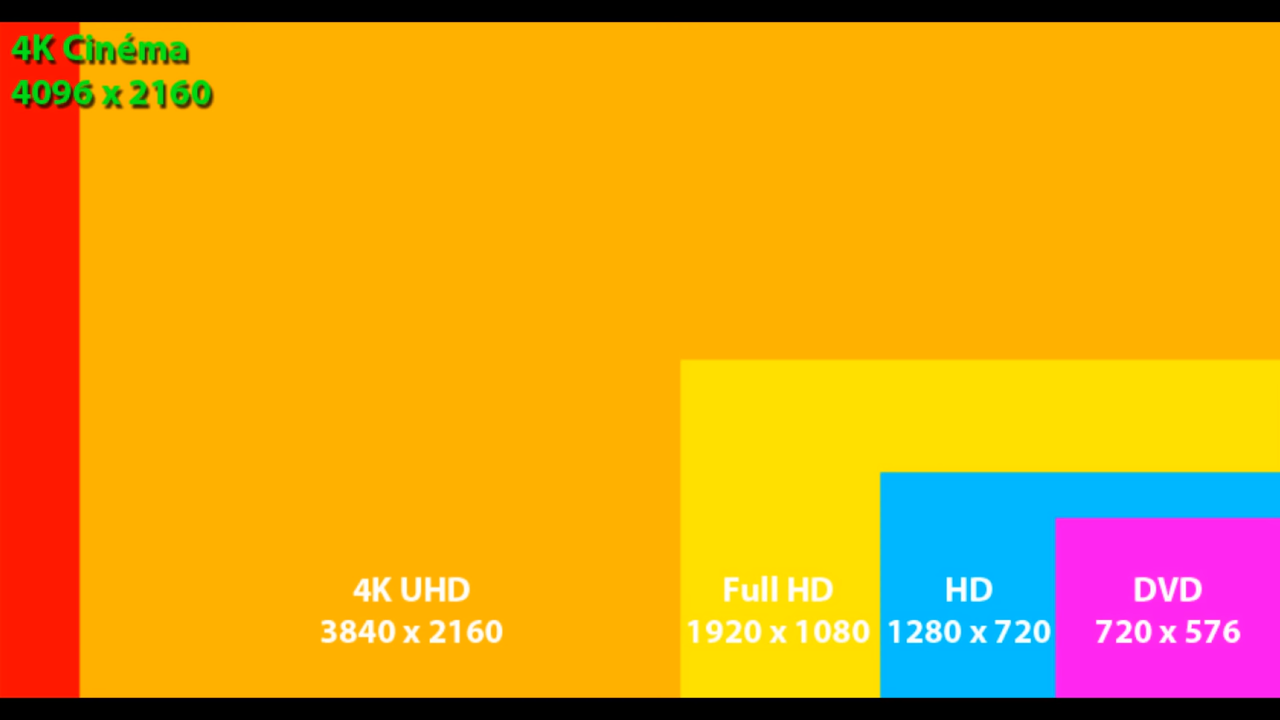 4K Cinéma
4096 x 2160
4K UHD
3840 x 2160
Full HD
1920 x 1080
HD
1280 x 720
DVD
720 x 576